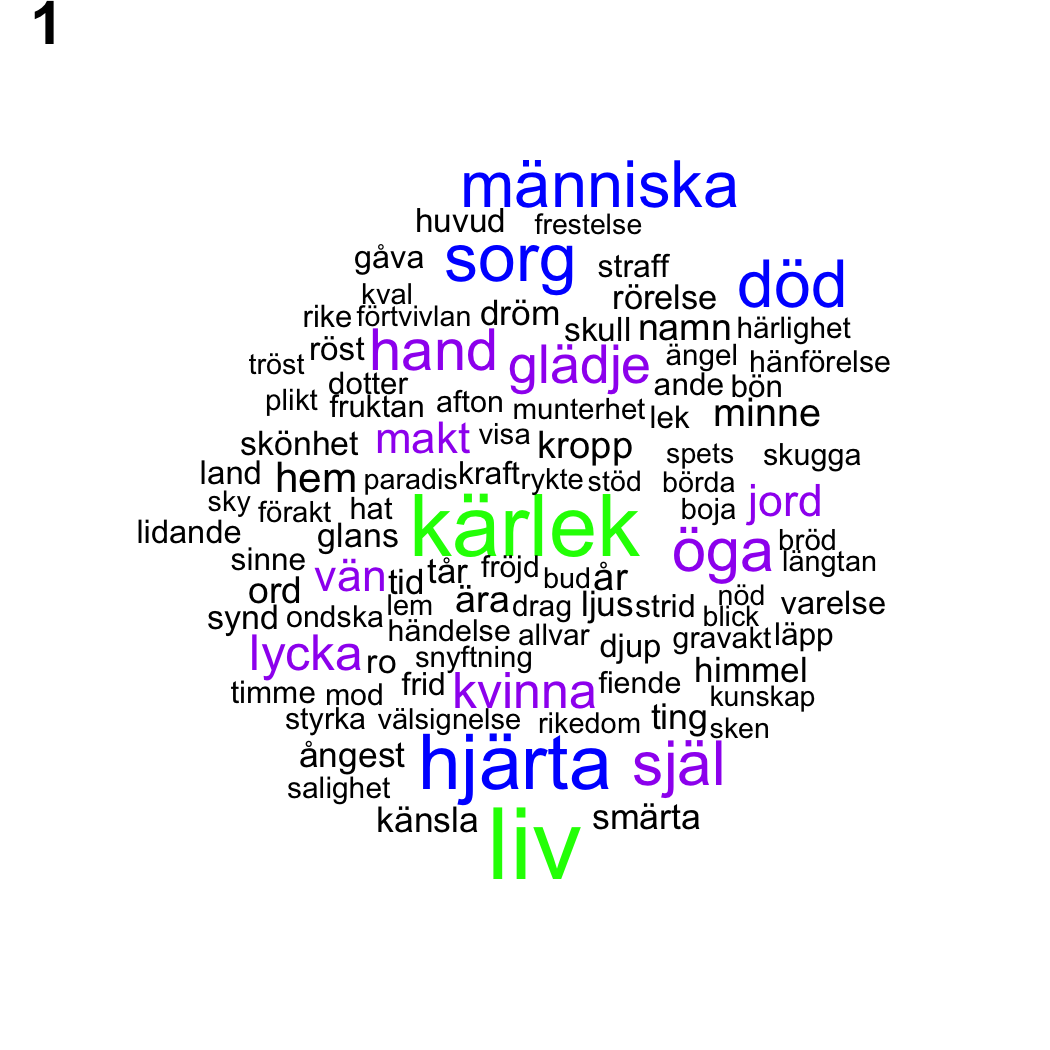 1
människa
huvud frestelse
gåva sorg straff död
kval rörelse
rike förtvivlan dröm skull namn härlighet
tröst röst hand glädje ängel hänförelse
dotter ande bön
plikt fruktan afton munterhet lek minne
skönhet makt visa kropp spets skugga
land hem paradis kraft rykte stöd börda
sky förakt hat kärlek boja jord
lidande glans öga bröd
sinne vän tid tår fröjd bud år längtan
ord lem ära drag ljus strid nöd varelse
synd ondska händelse allvar djup blick gravakt läpp
lycka ro snyftning himmel
timme mod frid kvinna fiende kunskap
styrka välsignelse rikedom ting sken
ångest hjärta själ
salighet
känsla liv smärta